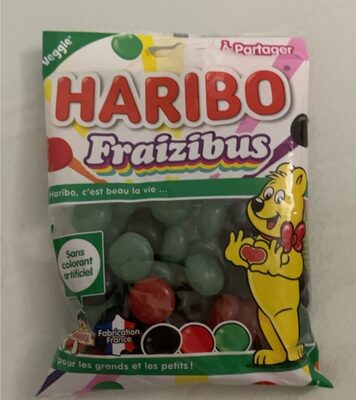 Veggie
à Partager
HARIBO
Fraizibus
Haribo, c'est beau la vie ...
Sans
colorant
artificiel
Fabrication
France
pour les grands et les petits !